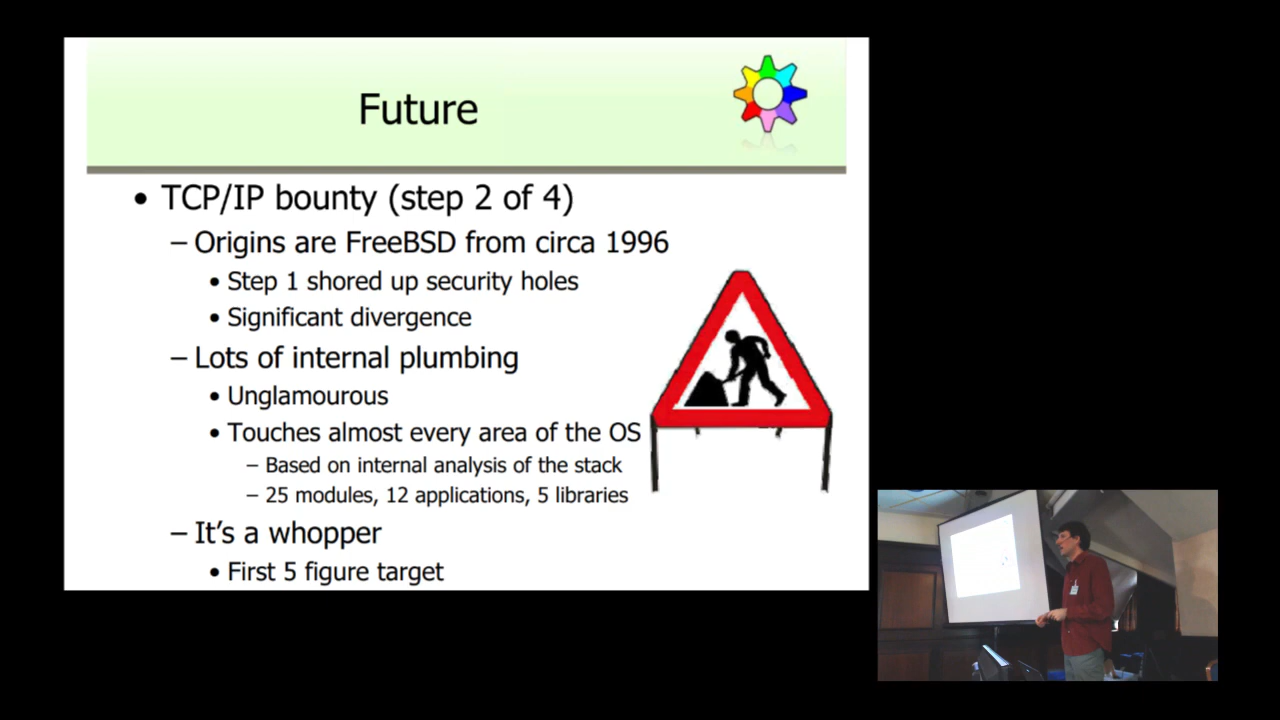 Future
• TCP/IP bounty (step 2 of 4)
– Origins are FreeBSD from circa 1996
• Step 1 shored up security holes
• Significant divergence
– Lots of internal plumbing
• Unglamourous
• Touches almost every area of the OS
– Based on internal analysis of the stack
– 25 modules, 12 applications, 5 libraries
– It's a whopper
• First 5 figure target